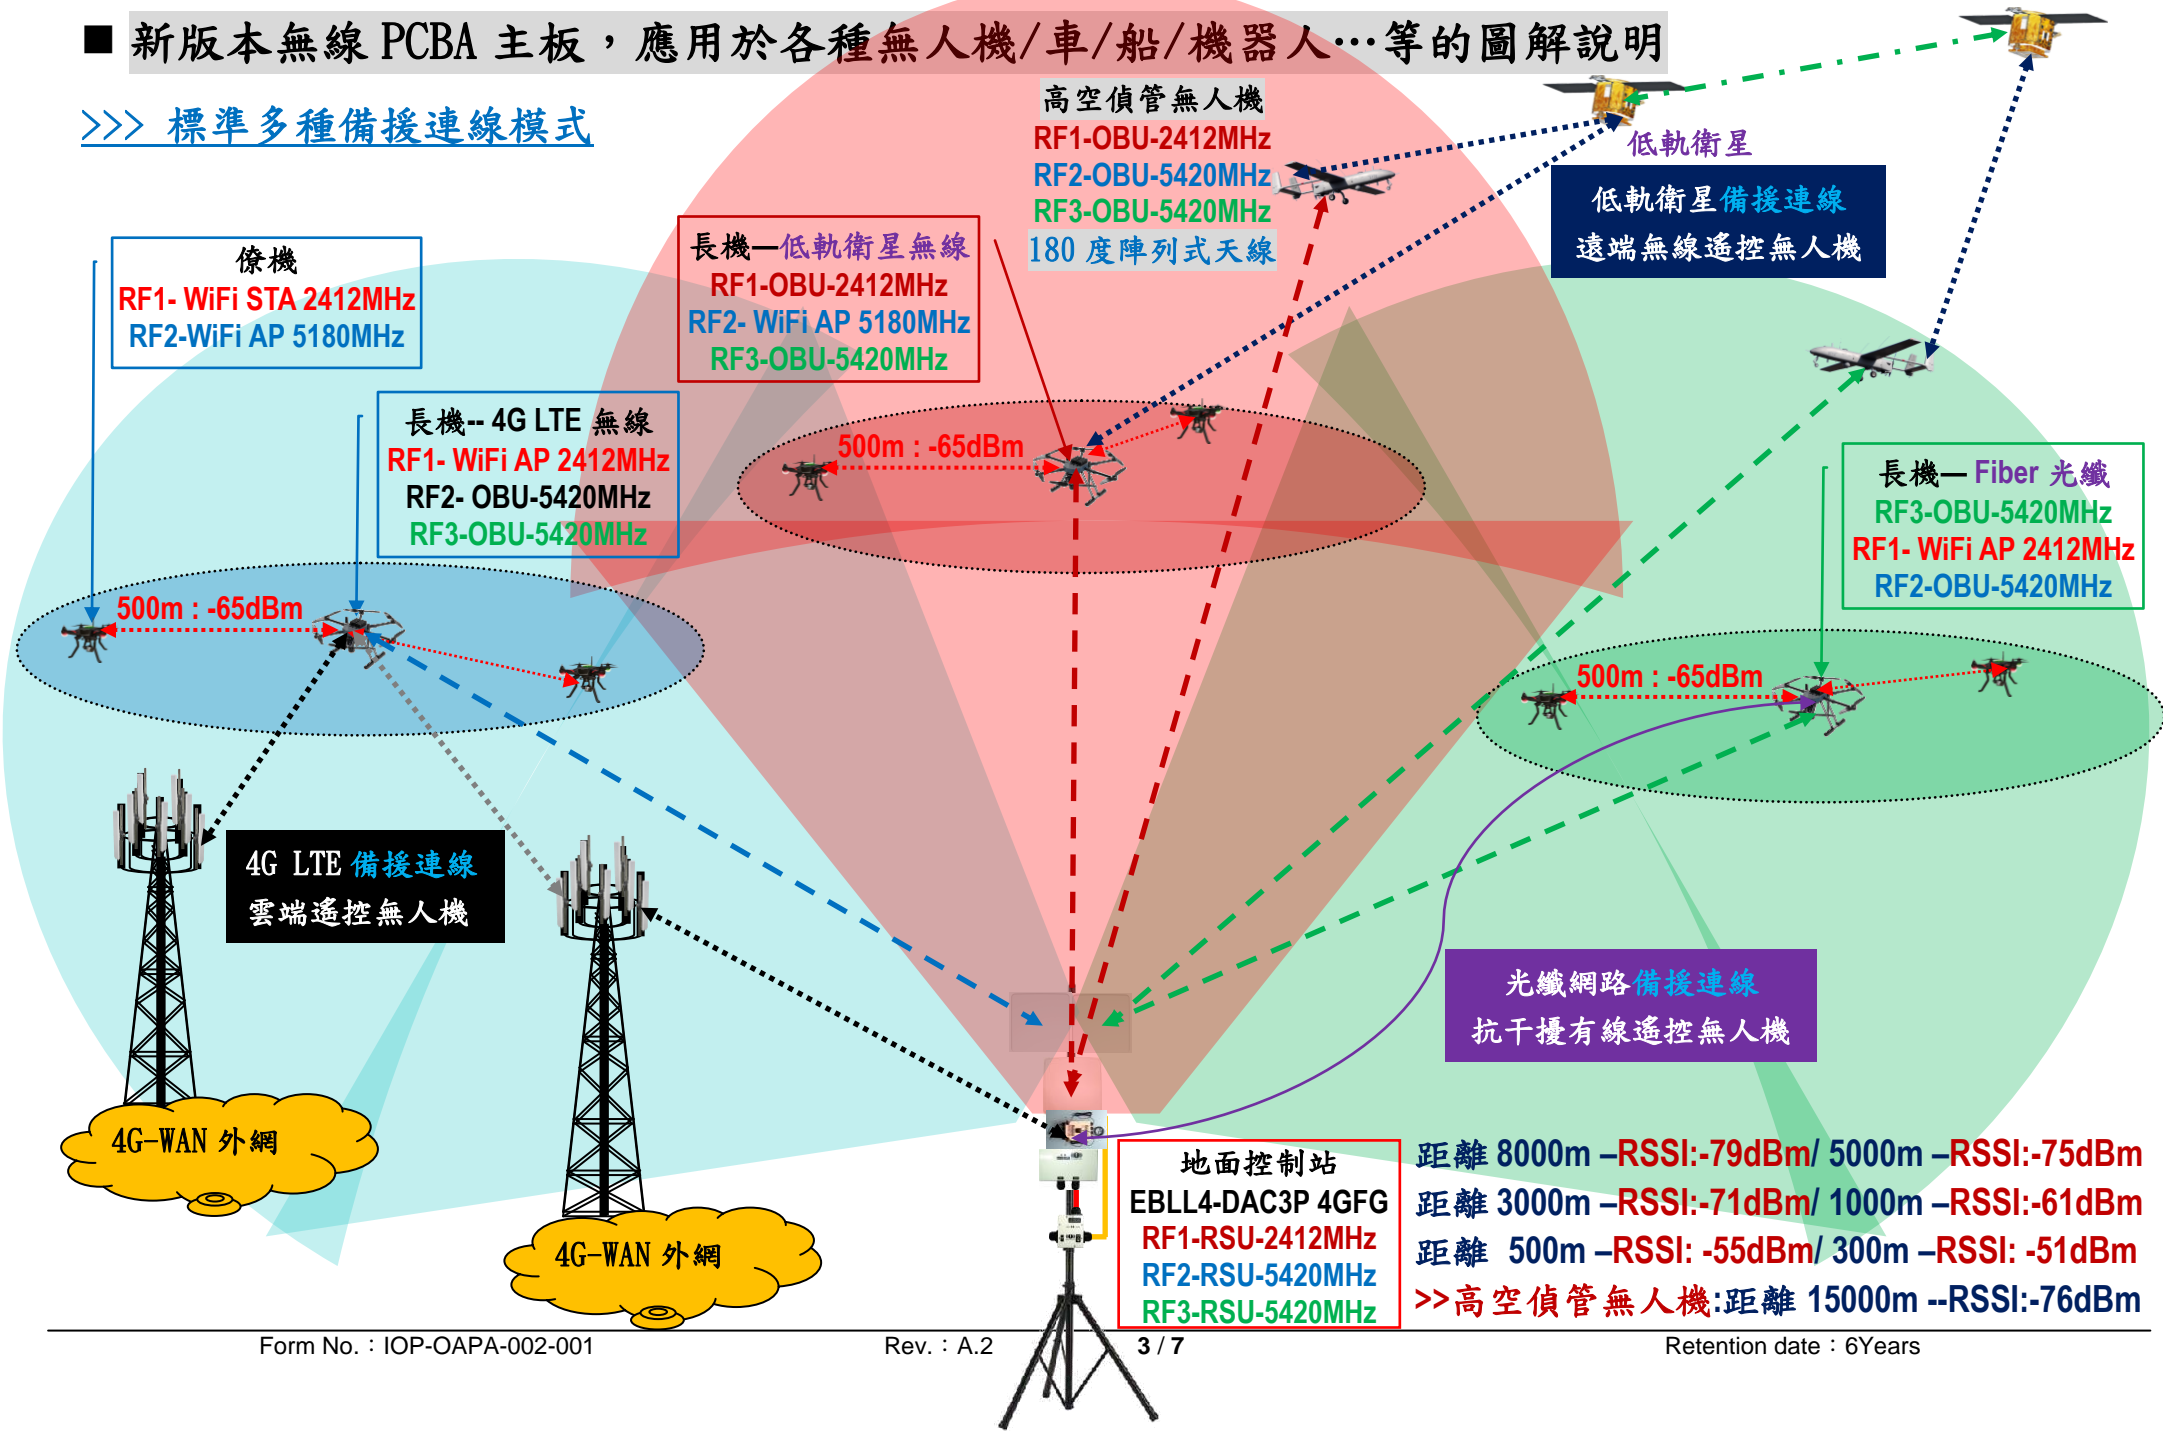 ■ 新版本無線 PCBA 主板，應用於各種無人機/車/船/機器人…等的圖解說明
>>> 標準多種備援連線模式
高空偵管無人機
RF1-OBU-2412MHz
RF2-OBU-5420MHz
RF3-OBU-5420MHz
180 度陣列式天線
低軌衛星
低軌衛星備援連線
遠端無線遙控無人機
僚機
RF1- WiFi STA 2412MHz
RF2-WiFi AP 5180MHz
長機—低軌衛星無線
RF1-OBU-2412MHz
RF2- WiFi AP 5180MHz
RF3-OBU-5420MHz
長機-- 4G LTE 無線
RF1- WiFi AP 2412MHz
RF2- OBU-5420MHz
RF3-OBU-5420MHz
500m : -65dBm
長機— Fiber 光纖
RF3-OBU-5420MHz
RF1- WiFi AP 2412MHz
RF2-OBU-5420MHz
500m : -65dBm
500m : -65dBm
4G LTE 備援連線
雲端遙控無人機
光纖網路備援連線
抗干擾有線遙控無人機
4G-WAN 外網
4G-WAN 外網
地面控制站
EBLL4-DAC3P 4GFG
RF1-RSU-2412MHz
RF2-RSU-5420MHz
RF3-RSU-5420MHz
距離 8000m –RSSI:-79dBm/ 5000m –RSSI:-75dBm
距離 3000m –RSSI:-71dBm/ 1000m –RSSI:-61dBm
距離 500m –RSSI: -55dBm/ 300m –RSSI: -51dBm
>>高空偵管無人機:距離 15000m --RSSI:-76dBm
Form No.：IOP-OAPA-002-001 Rev.：A.2 3 / 7 Retention date：6Years